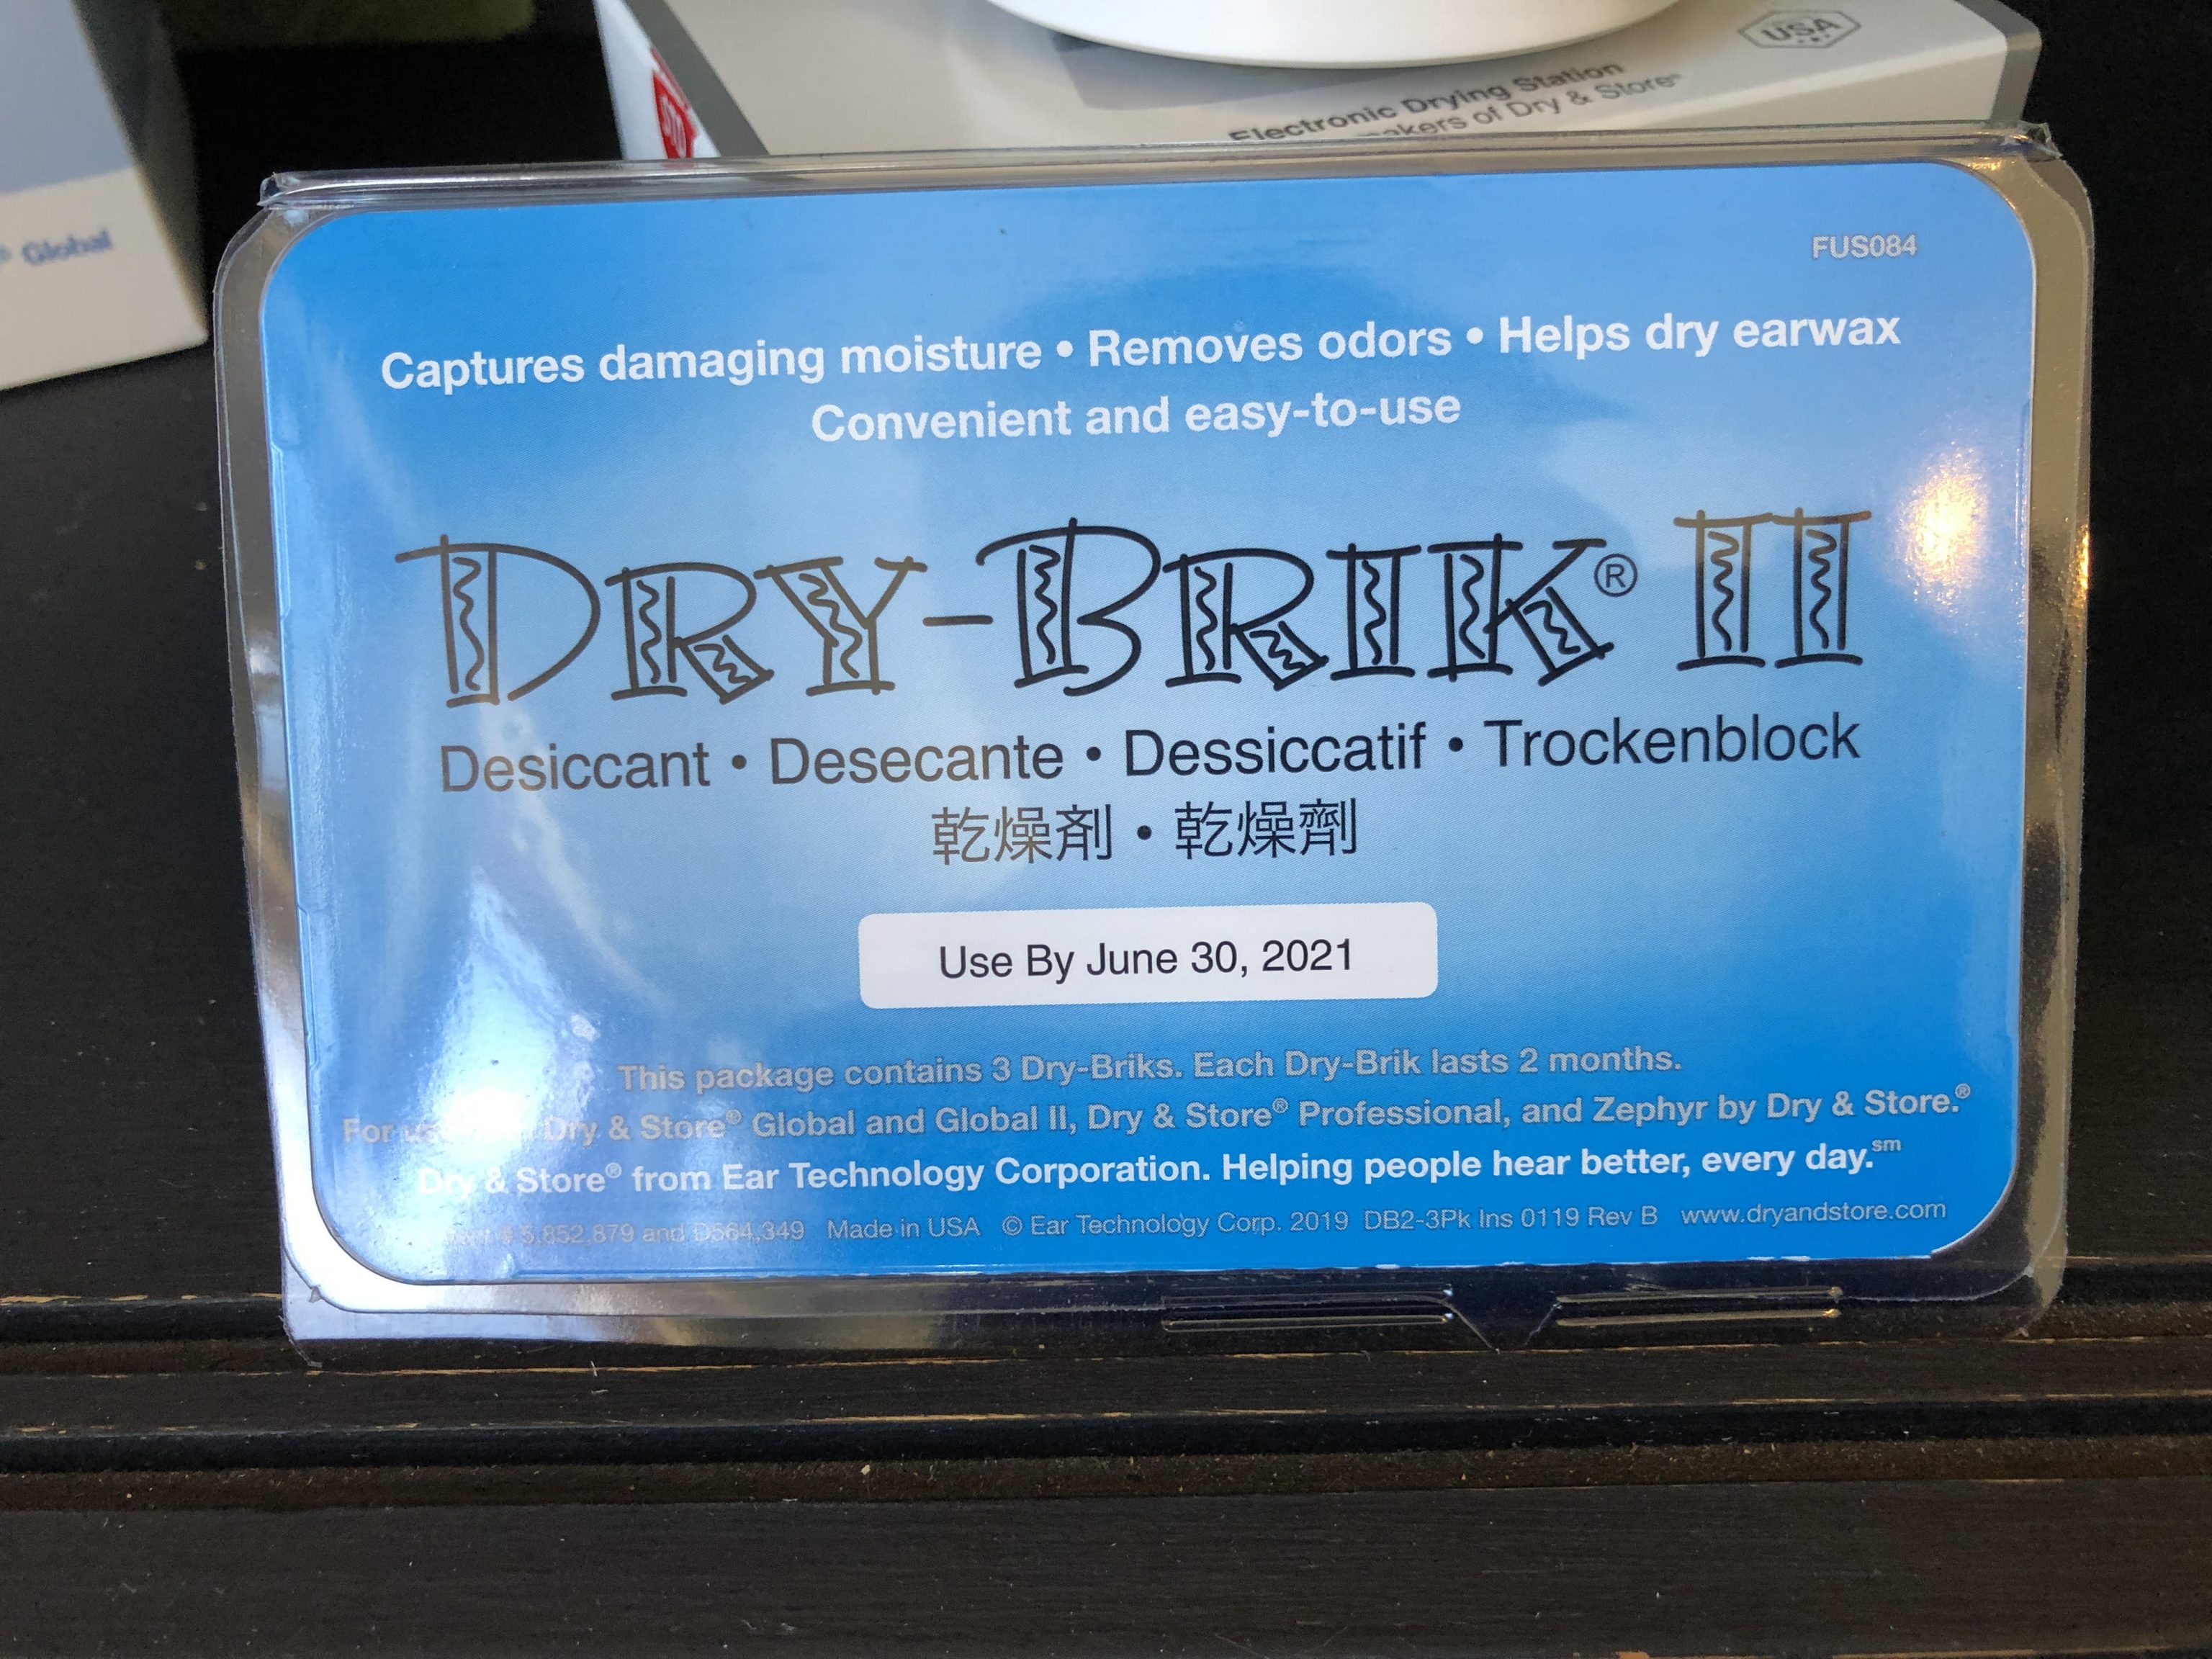 ® Global
USA
Electronic Drying Station
makers of Dry & Store®
FUS084
Captures damaging moisture • Removes odors • Helps dry earwax
Convenient and easy-to-use
DRY-BRIK® II
Desiccant • Desecante • Dessiccatif • Trockenblock
乾燥剤・乾燥劑
Use By June 30, 2021
This package contains 3 Dry-Briks. Each Dry-Brik lasts 2 months.
For Dry & Store® Global and Global II, Dry & Store® Professional, and Zephyr by Dry & Store.®
Dry & Store® from Ear Technology Corporation. Helping people hear better, every day.sm
# 5,852,879 and D564,349 Made in USA © Ear Technology Corp. 2019 DB2-3Pk Ins 0119 Rev B www.dryandstore.com